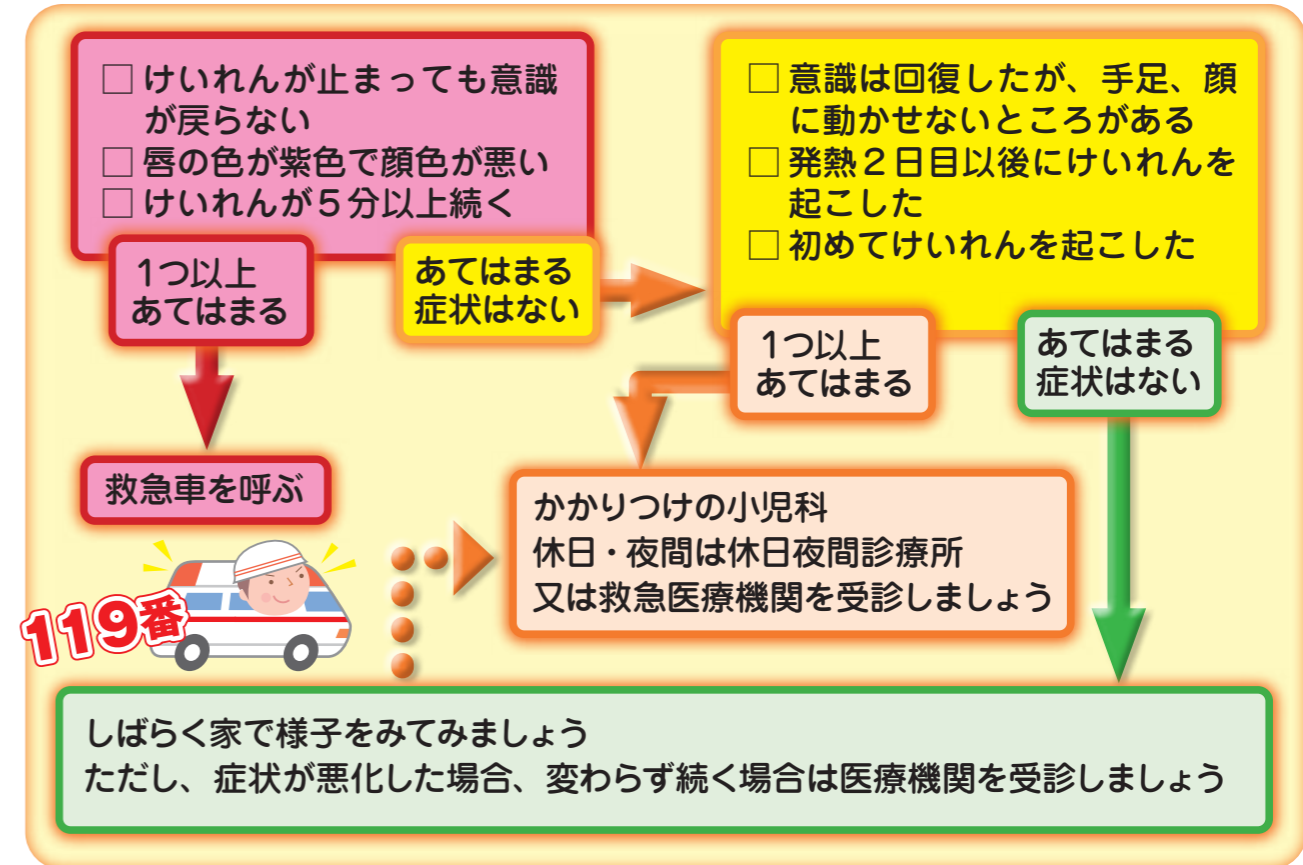 □ けいれんが止まっても意識
が戻らない
□ 唇の色が紫色で顔色が悪い
□ けいれんが5分以上続く
1つ以上
あてはまる
あてはまる
症状はない
□ 意識は回復したが、手足、顔
に動かせないところがある
□ 発熱2日目以後にけいれんを
起こした
□ 初めてけいれんを起こした
1つ以上
あてはまる
あてはまる
症状はない
救急車を呼ぶ
119番
かかりつけの小児科
休日・夜間は休日夜間診療所
又は救急医療機関を受診しましょう
しばらく家で様子をみてみましょう
ただし、症状が悪化した場合、変わらず続く場合は医療機関を受診しましょう